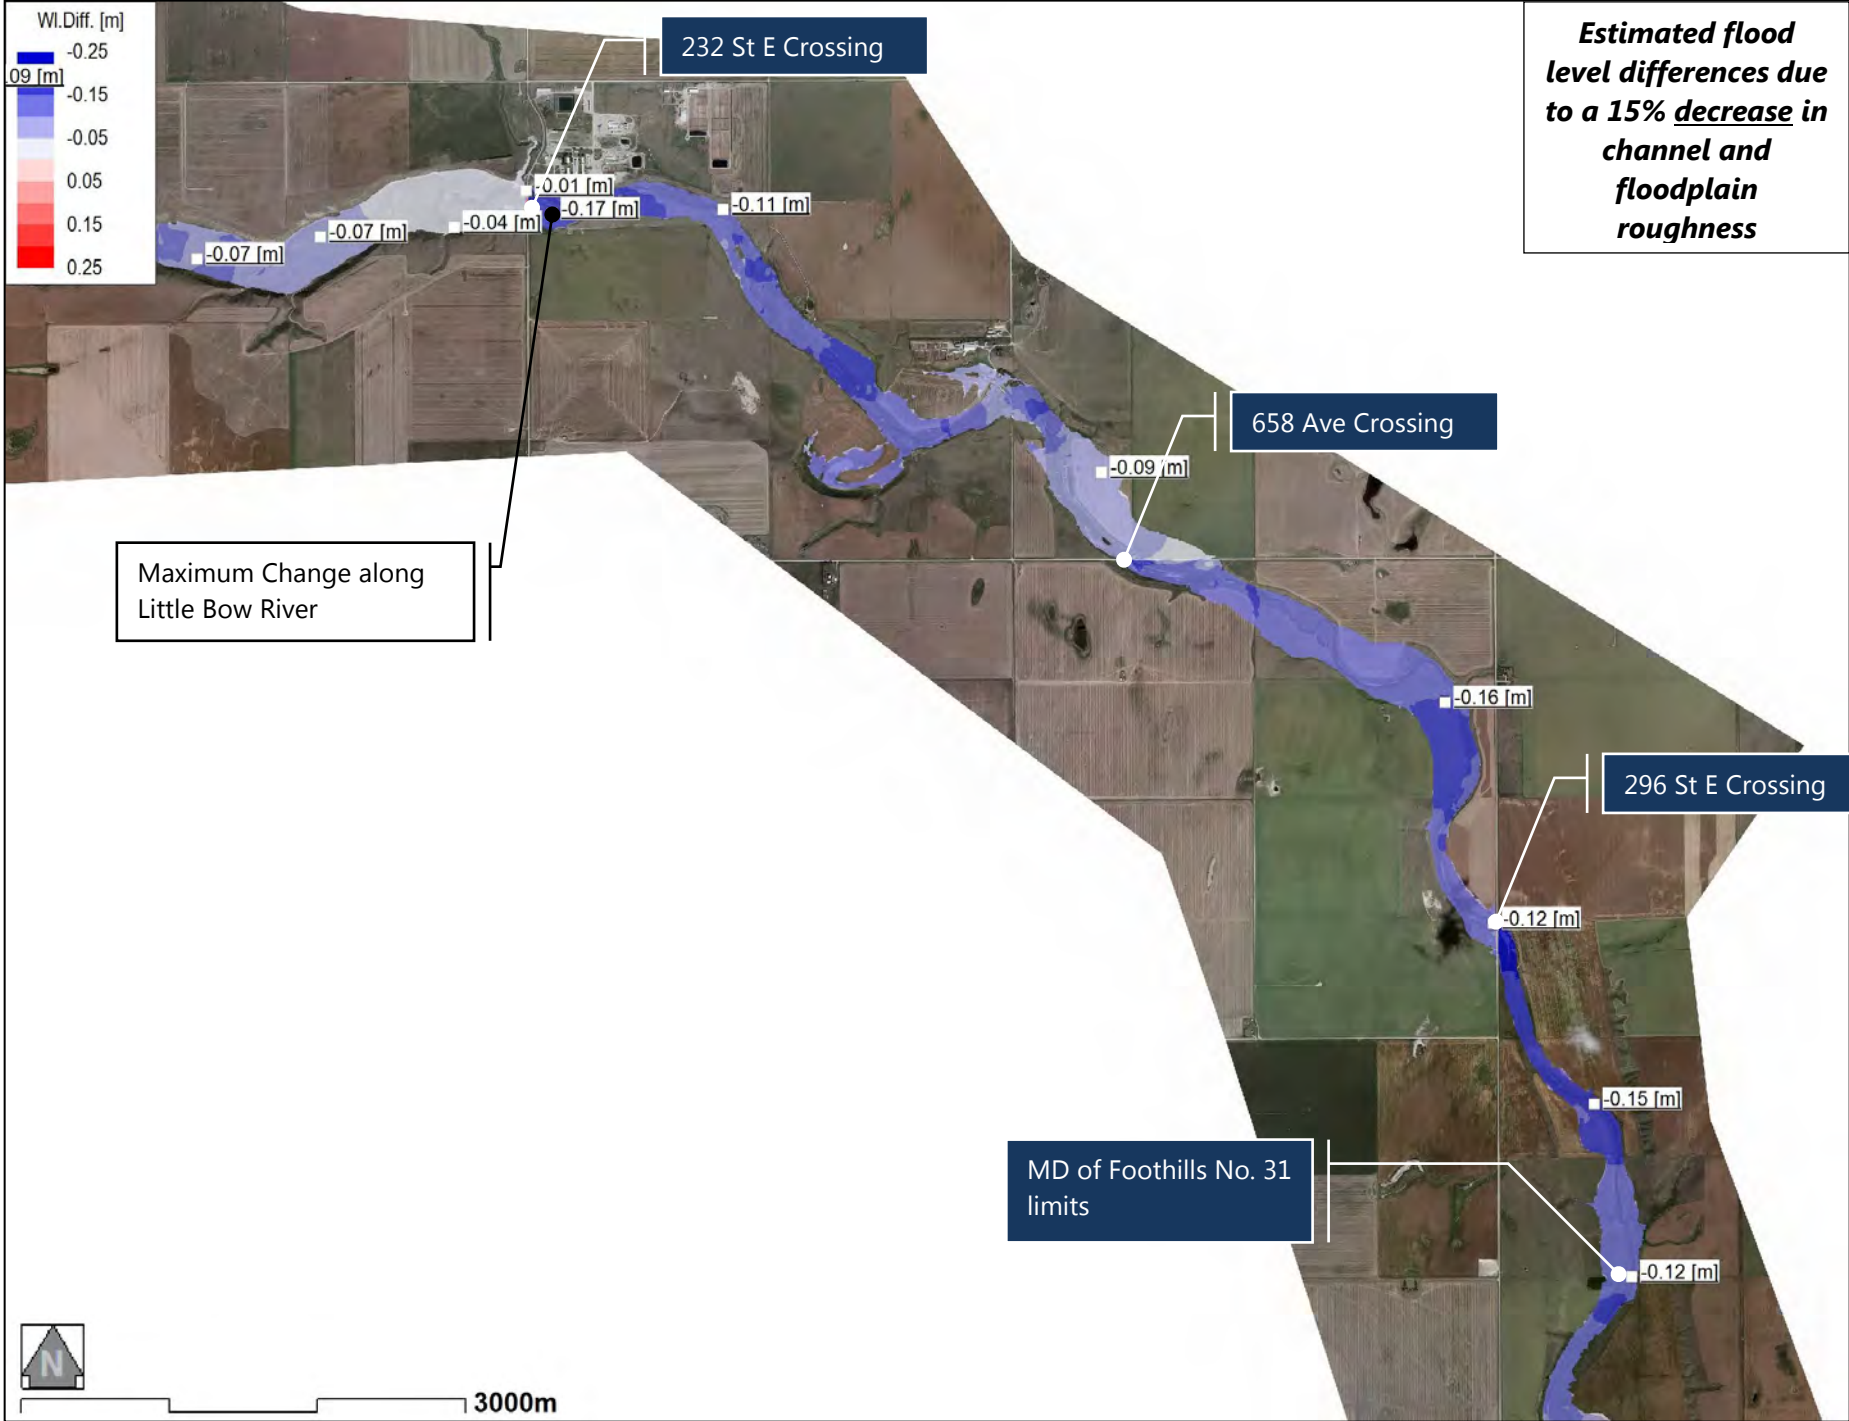 Wl.Diff. [m]
-0.25
.09 [m]
-0.15
-0.05
0.05
0.15
0.25
232 St E Crossing
Estimated flood
level differences due
to a 15% decrease in
channel and
floodplain
roughness
-0.01 [m]
-0.17 [m]
-0.11 [m]
-0.04 [m]
-0.07 [m]
-0.07 [m]
658 Ave Crossing
-0.09 [m]
Maximum Change along
Little Bow River
-0.16 [m]
296 St E Crossing
-0.12 [m]
-0.15 [m]
MD of Foothills No. 31
limits
-0.12 [m]
N
3000m